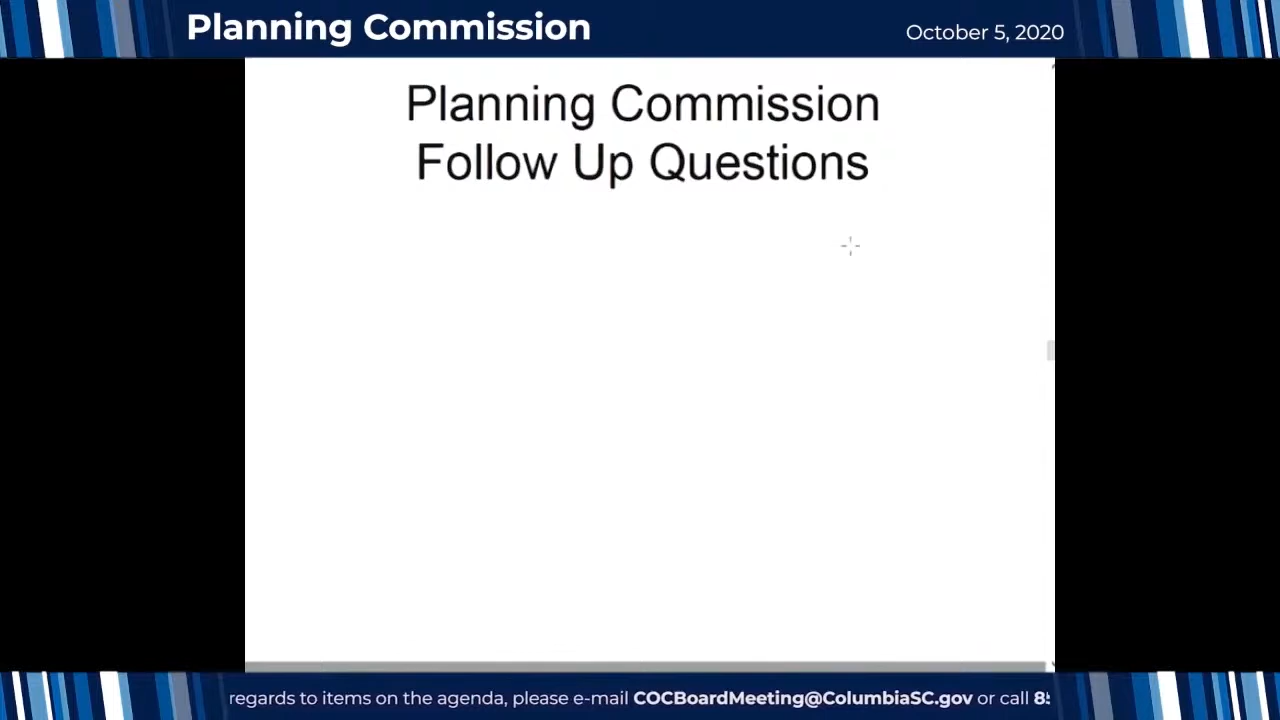 Planning Commission
October 5, 2020
Planning Commission
Follow Up Questions
regards to items on the agenda, please e-mail COCBoardMeeting@ColumbiaSC.gov or call 8